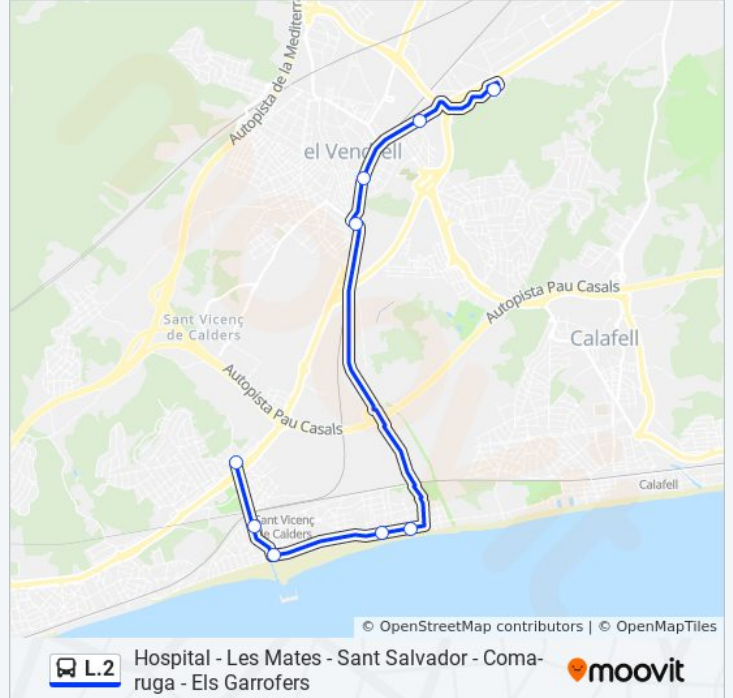 Autopista de la Mediterr
el Vendrell
Autopista Pau Casals
Sant Vicenç
de Calders
Calafell
Autopista Pau Casals
Calafell
Sant Vicenç
de Calders
© OpenStreetMap contributors | © OpenMapTiles
L.2
Hospital - Les Mates - Sant Salvador - Coma-
ruga - Els Garrofers
moovit